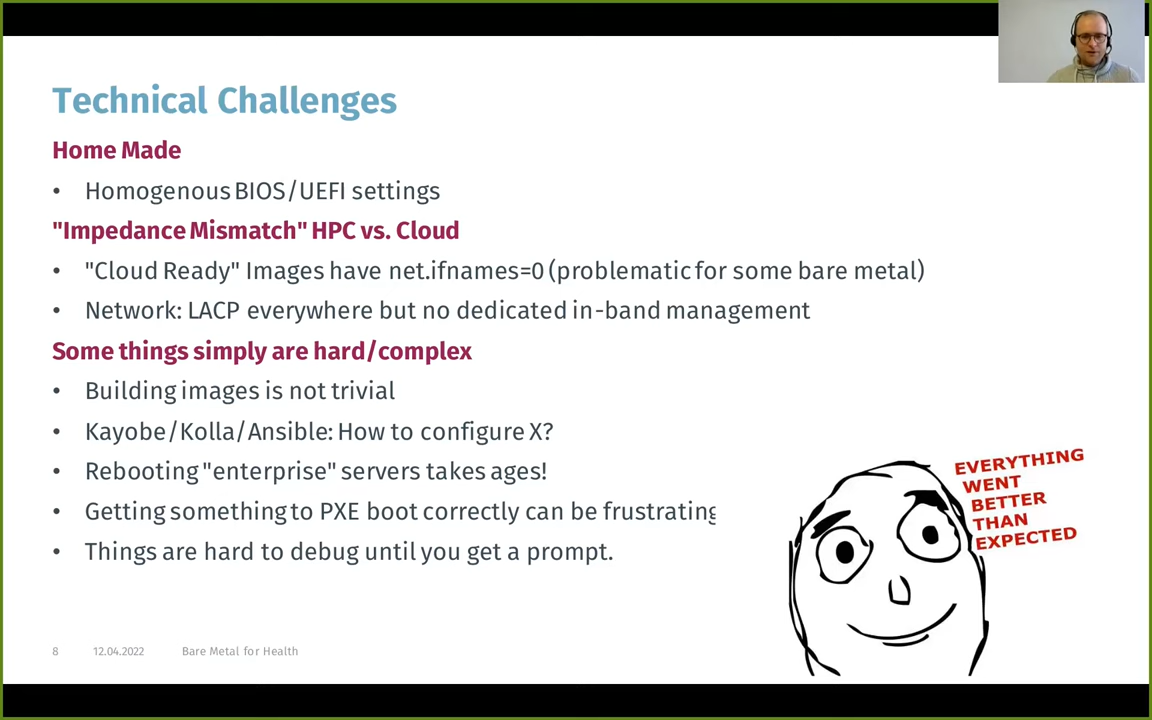 Technical Challenges
Home Made
• Homogenous BIOS/UEFI settings
"Impedance Mismatch" HPC vs. Cloud
• "Cloud Ready" Images have net.ifnames=0 (problematic for some bare metal)
• Network: LACP everywhere but no dedicated in-band management
Some things simply are hard/complex
• Building images is not trivial
• Kayobe/Kolla/Ansible: How to configure X?
• Rebooting "enterprise" servers takes ages!
• Getting something to PXE boot correctly can be frustrating
• Things are hard to debug until you get a prompt.
EVERYTHING
WENT
BETTER
THAN
EXPECTED
8 12.04.2022 Bare Metal for Health